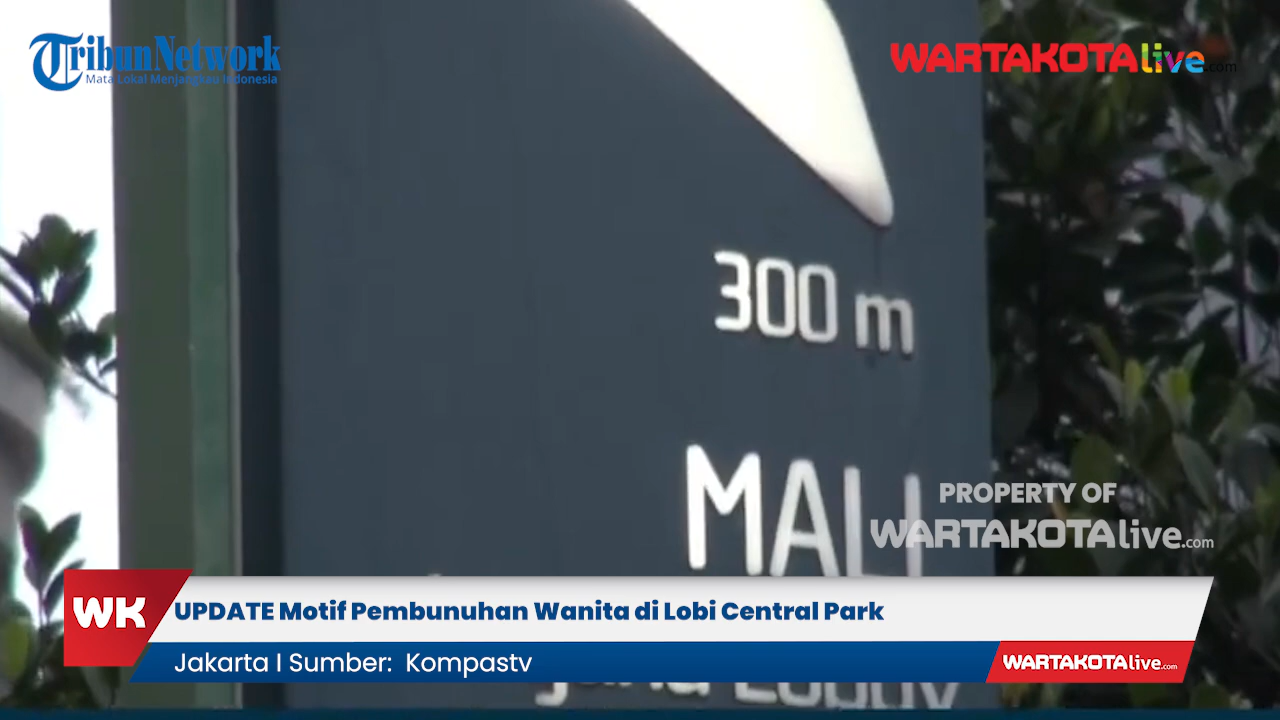 TribunNetwork
Mata Lokal Menjangkau Indonesia
WARTAKOTAlive.com
300 m
MALL
PROPERTY OF
WARTAKOTAlive.com
WK
UPDATE Motif Pembunuhan Wanita di Lobi Central Park
Jakarta I Sumber: Kompastv
WARTAKOTAlive.com
Lobby